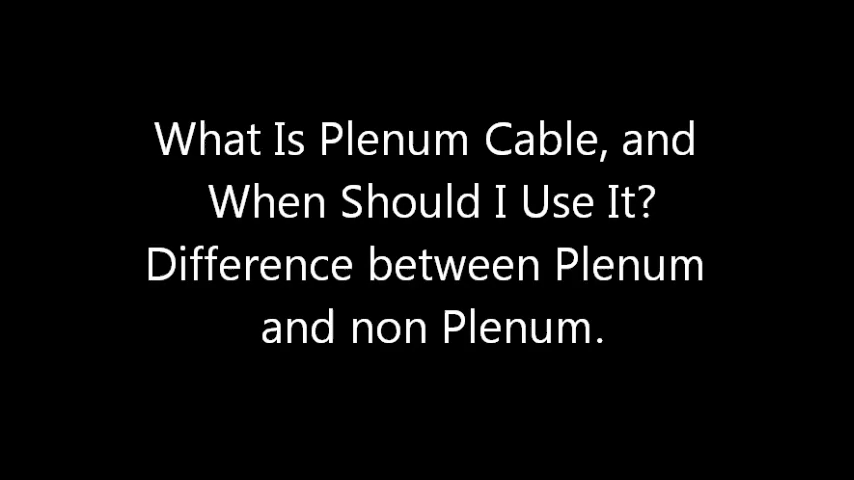 What Is Plenum Cable, and
When Should I Use It?
Difference between Plenum
and non Plenum.